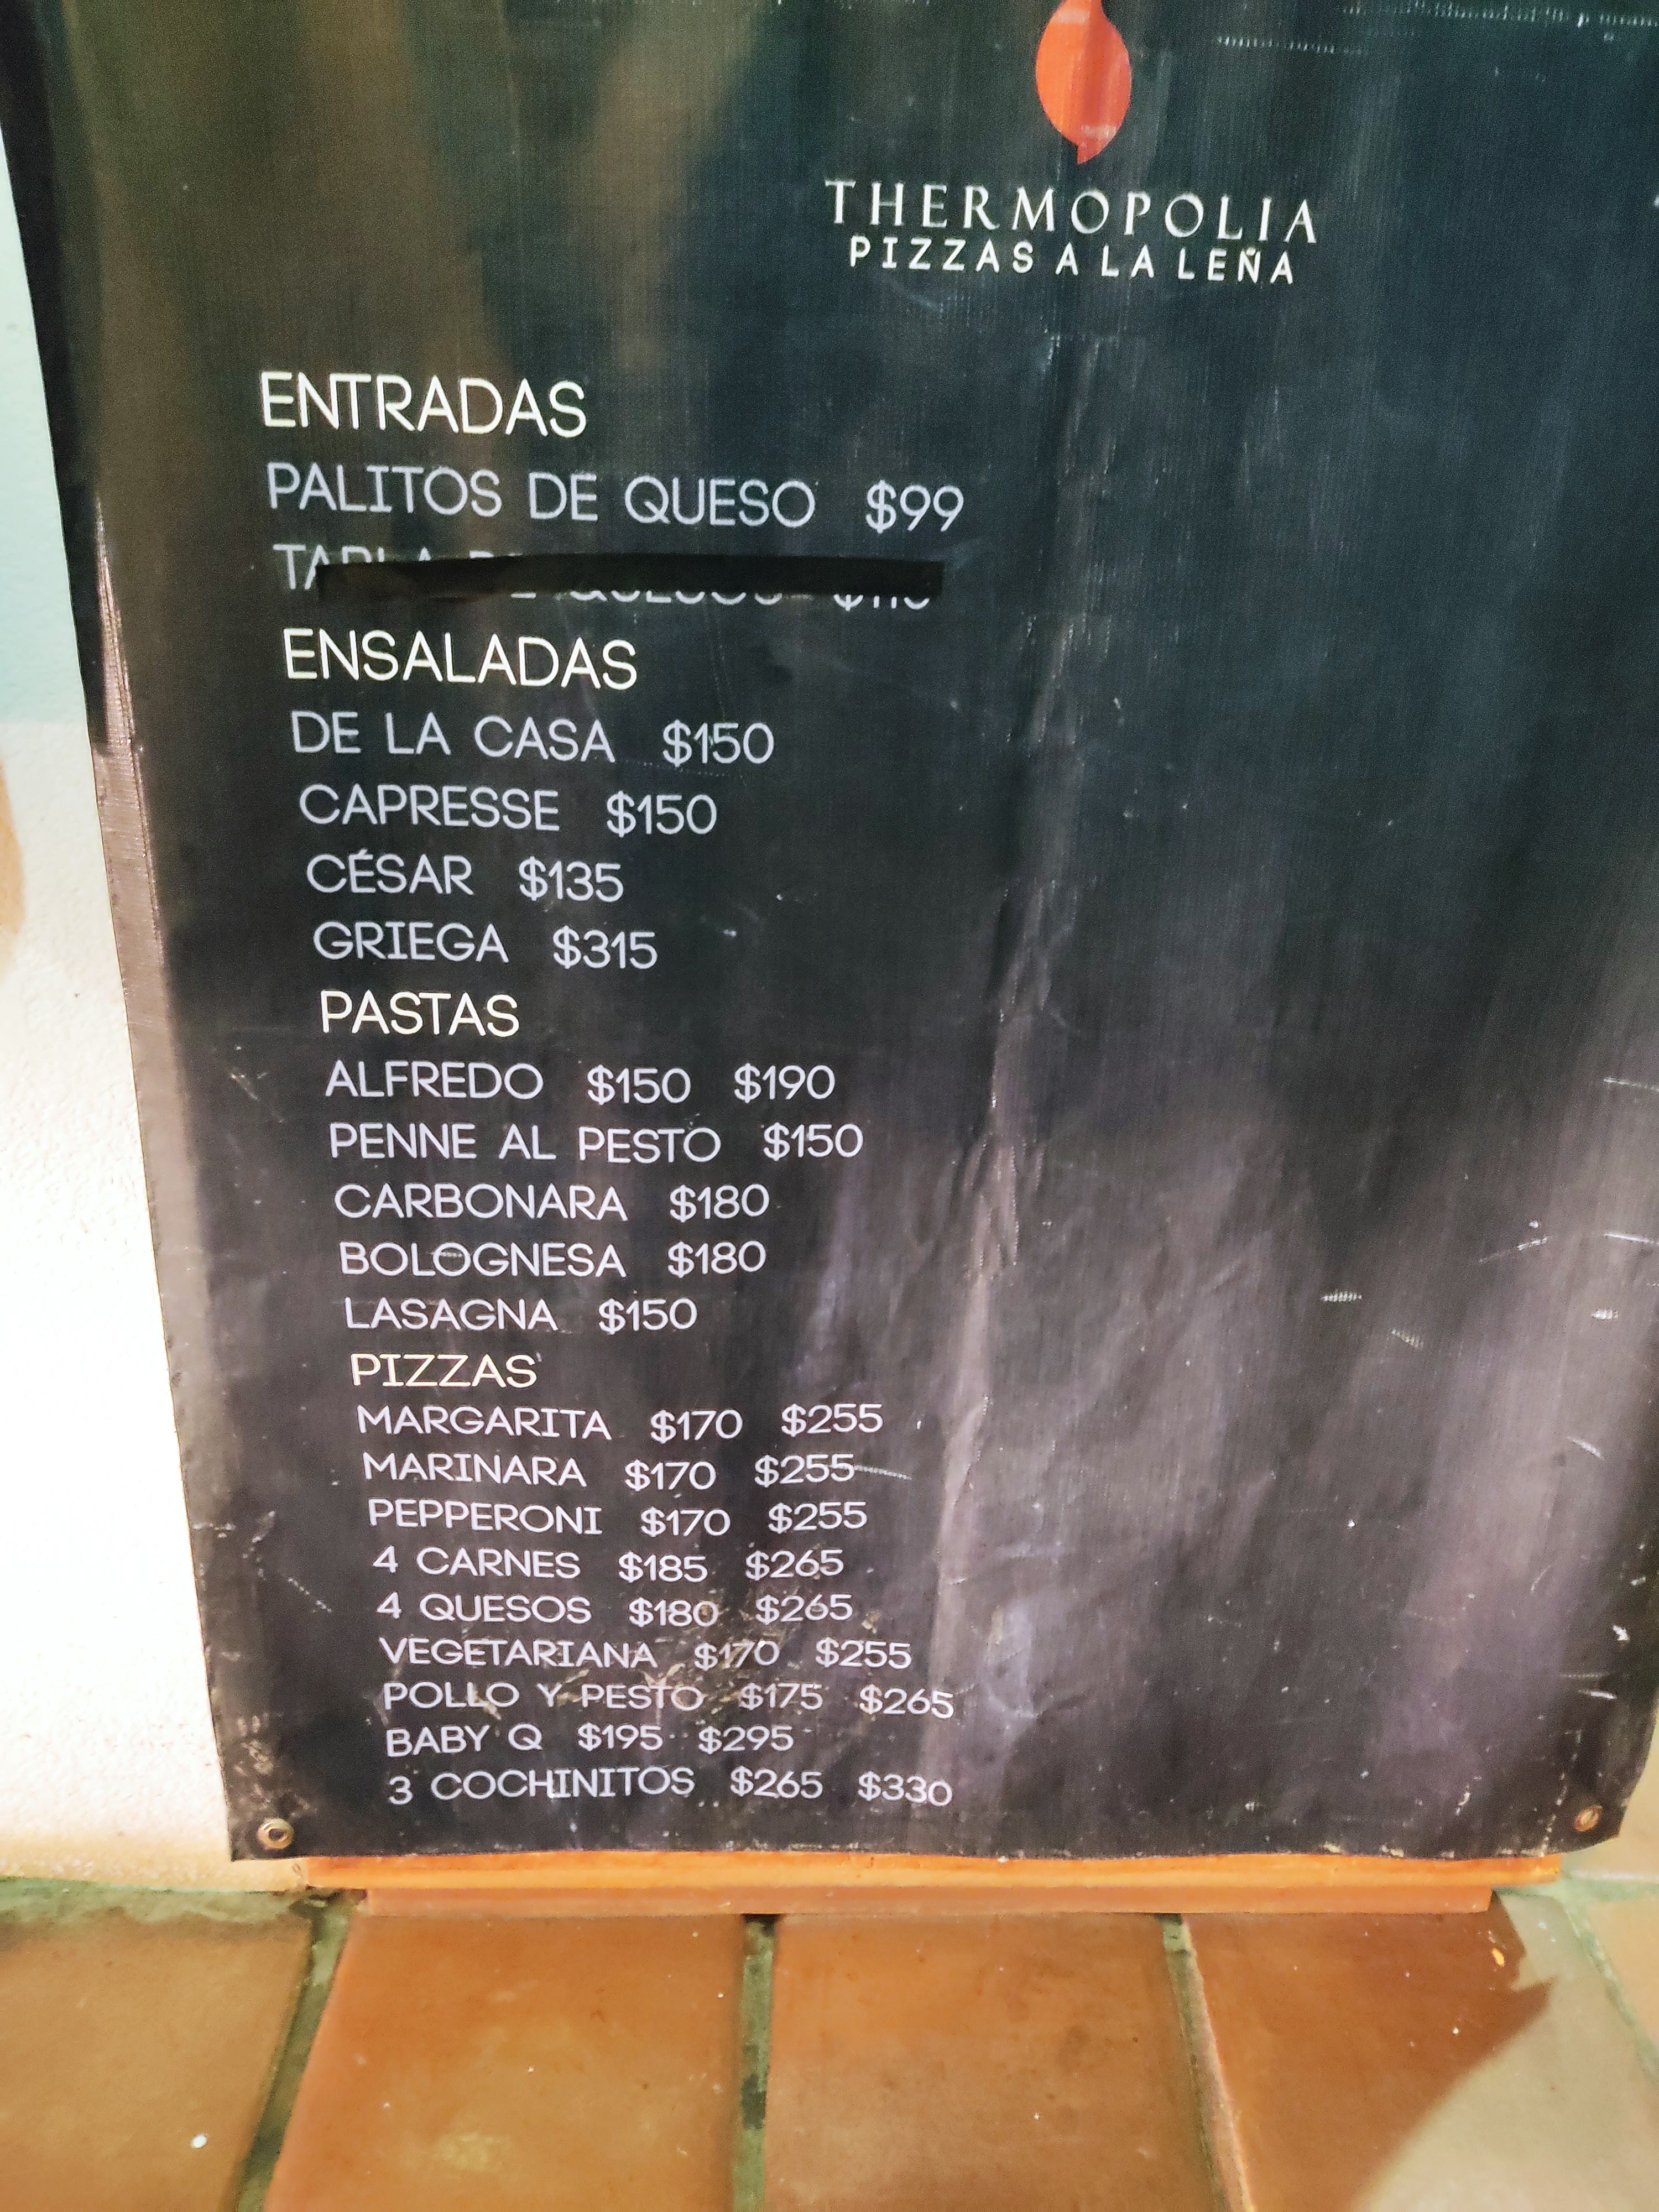 THERMOPOLIA
PIZZAS A LA LEÑA
ENTRADAS
PALITOS DE QUESO $99
ENSALADAS
DE LA CASA $150
CAPRESSE $150
CÉSAR $135
GRIEGA $315
PASTAS
ALFREDO $150 $190
PENNE AL PESTO $150
CARBONARA $180
BOLOGNESA $180
LASAGNA $150
PIZZAS
MARGARITA $170 $255
MARINARA $170 $255
PEPPERONI $170 $255
4 CARNES $185 $265
4 QUESOS $180 $265
VEGETARIANA $170 $255
POLLO Y PESTO $175 $265
BABY Q $195 $295
3 COCHINITOS $265 $330